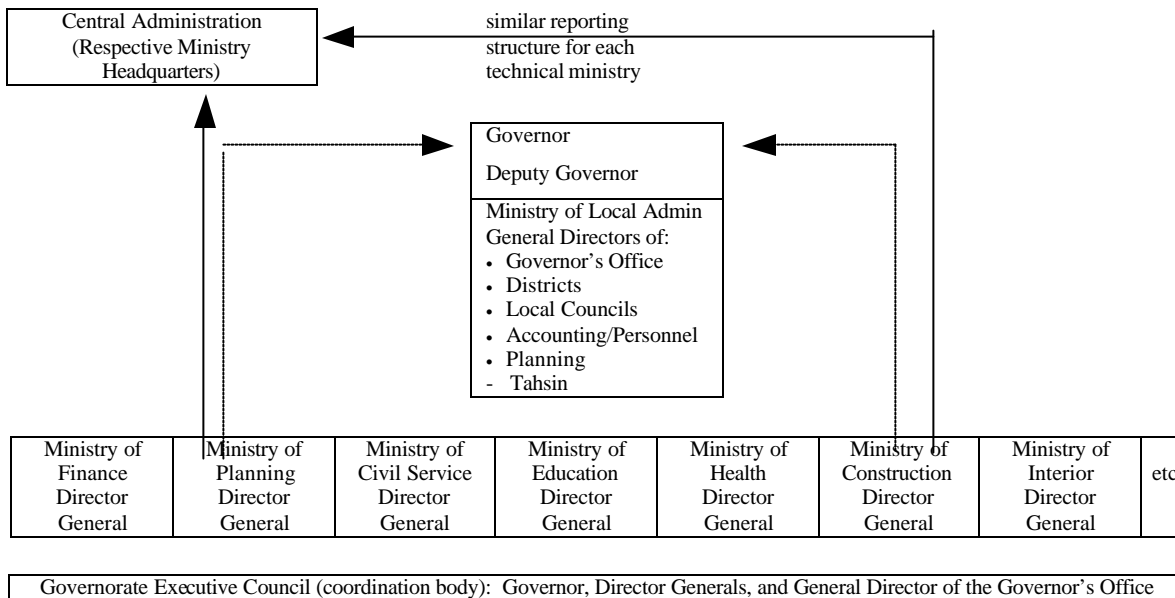 Central Administration
(Respective Ministry
Headquarters)
similar reporting
structure for each
technical ministry
Governor
Deputy Governor
Ministry of Local Admin
General Directors of:
• Governor’s Office
• Districts
• Local Councils
• Accounting/Personnel
• Planning
- Tahsin
Ministry of
Finance
Director
General
Ministry of
Planning
Director
General
Ministry of
Civil Service
Director
General
Ministry of
Education
Director
General
Ministry of
Health
Director
General
Ministry of
Construction
Director
General
Ministry of
Interior
Director
General
etc
Governorate Executive Council (coordination body): Governor, Director Generals, and General Director of the Governor’s Office